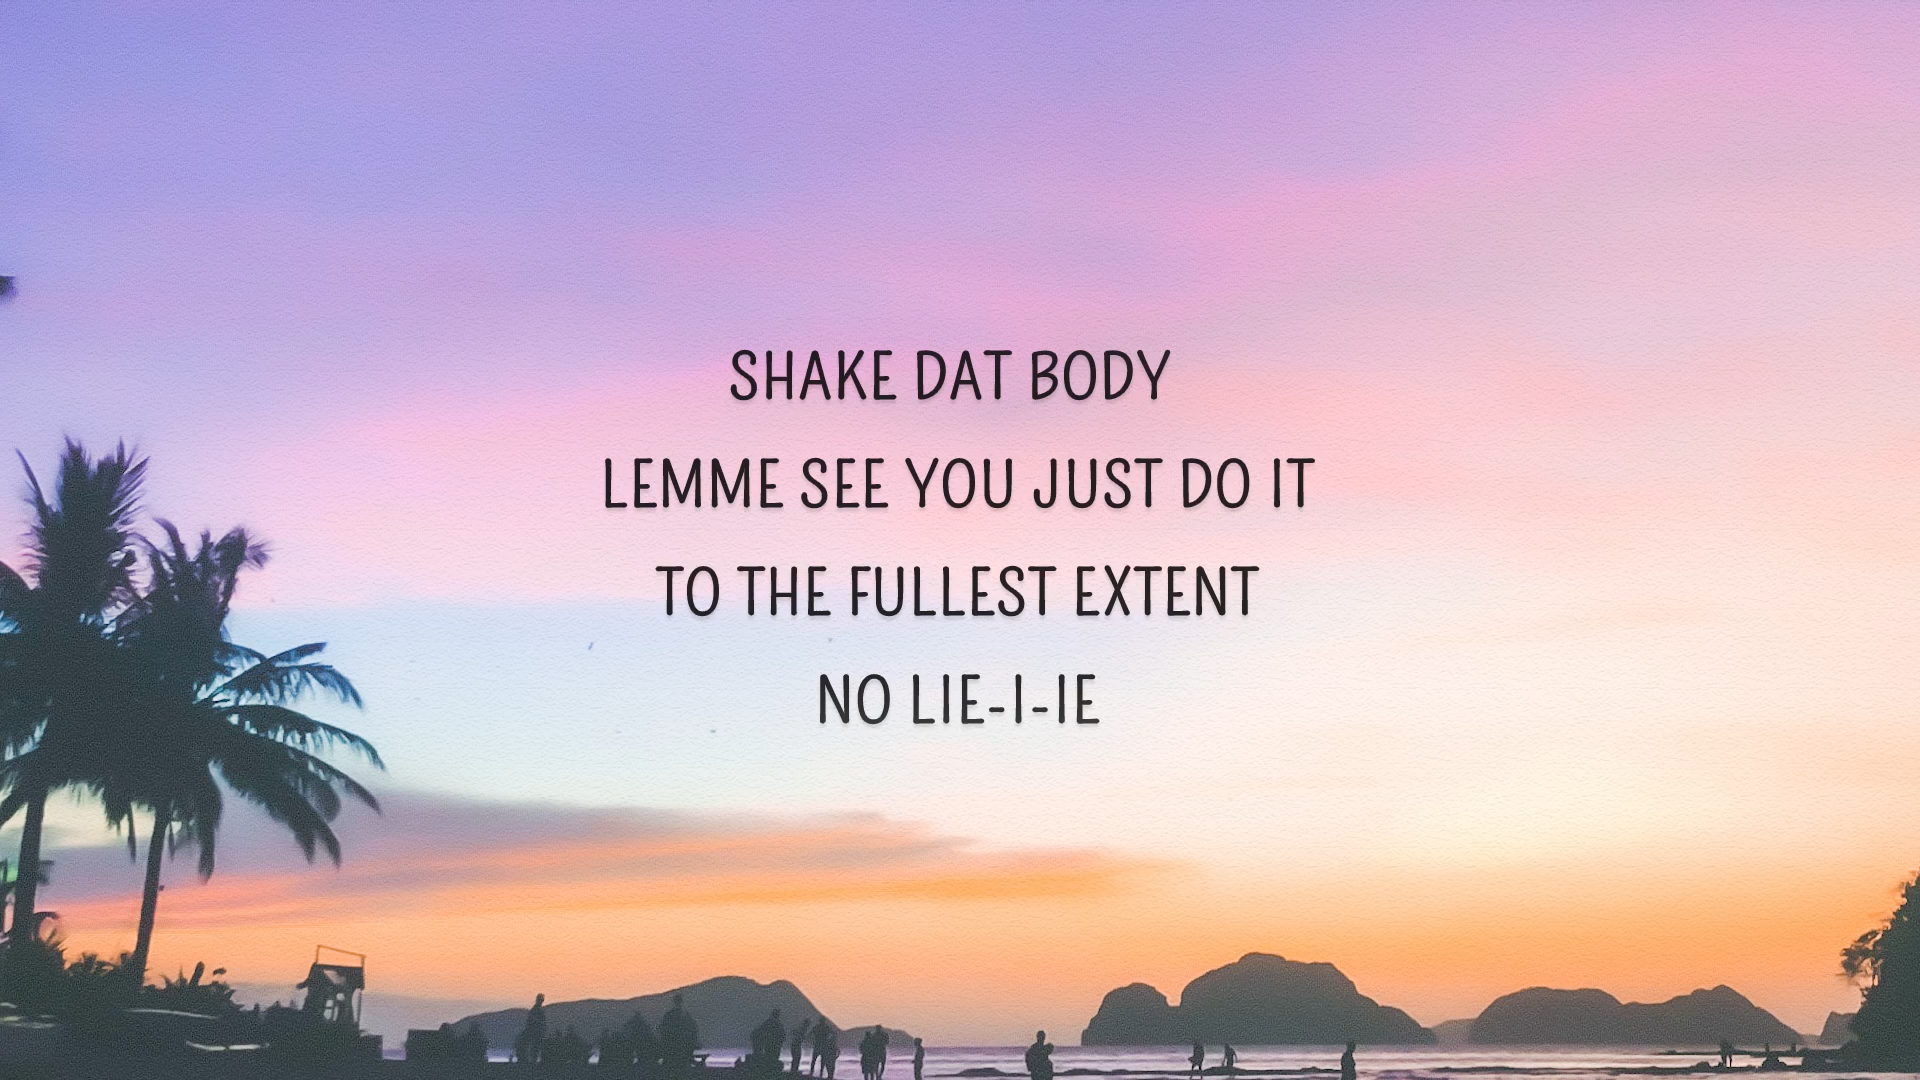 SHAKE DAT BODY
LEMME SEE YOU JUST DO IT
TO THE FULLEST EXTENT
NO LIE-I-IE